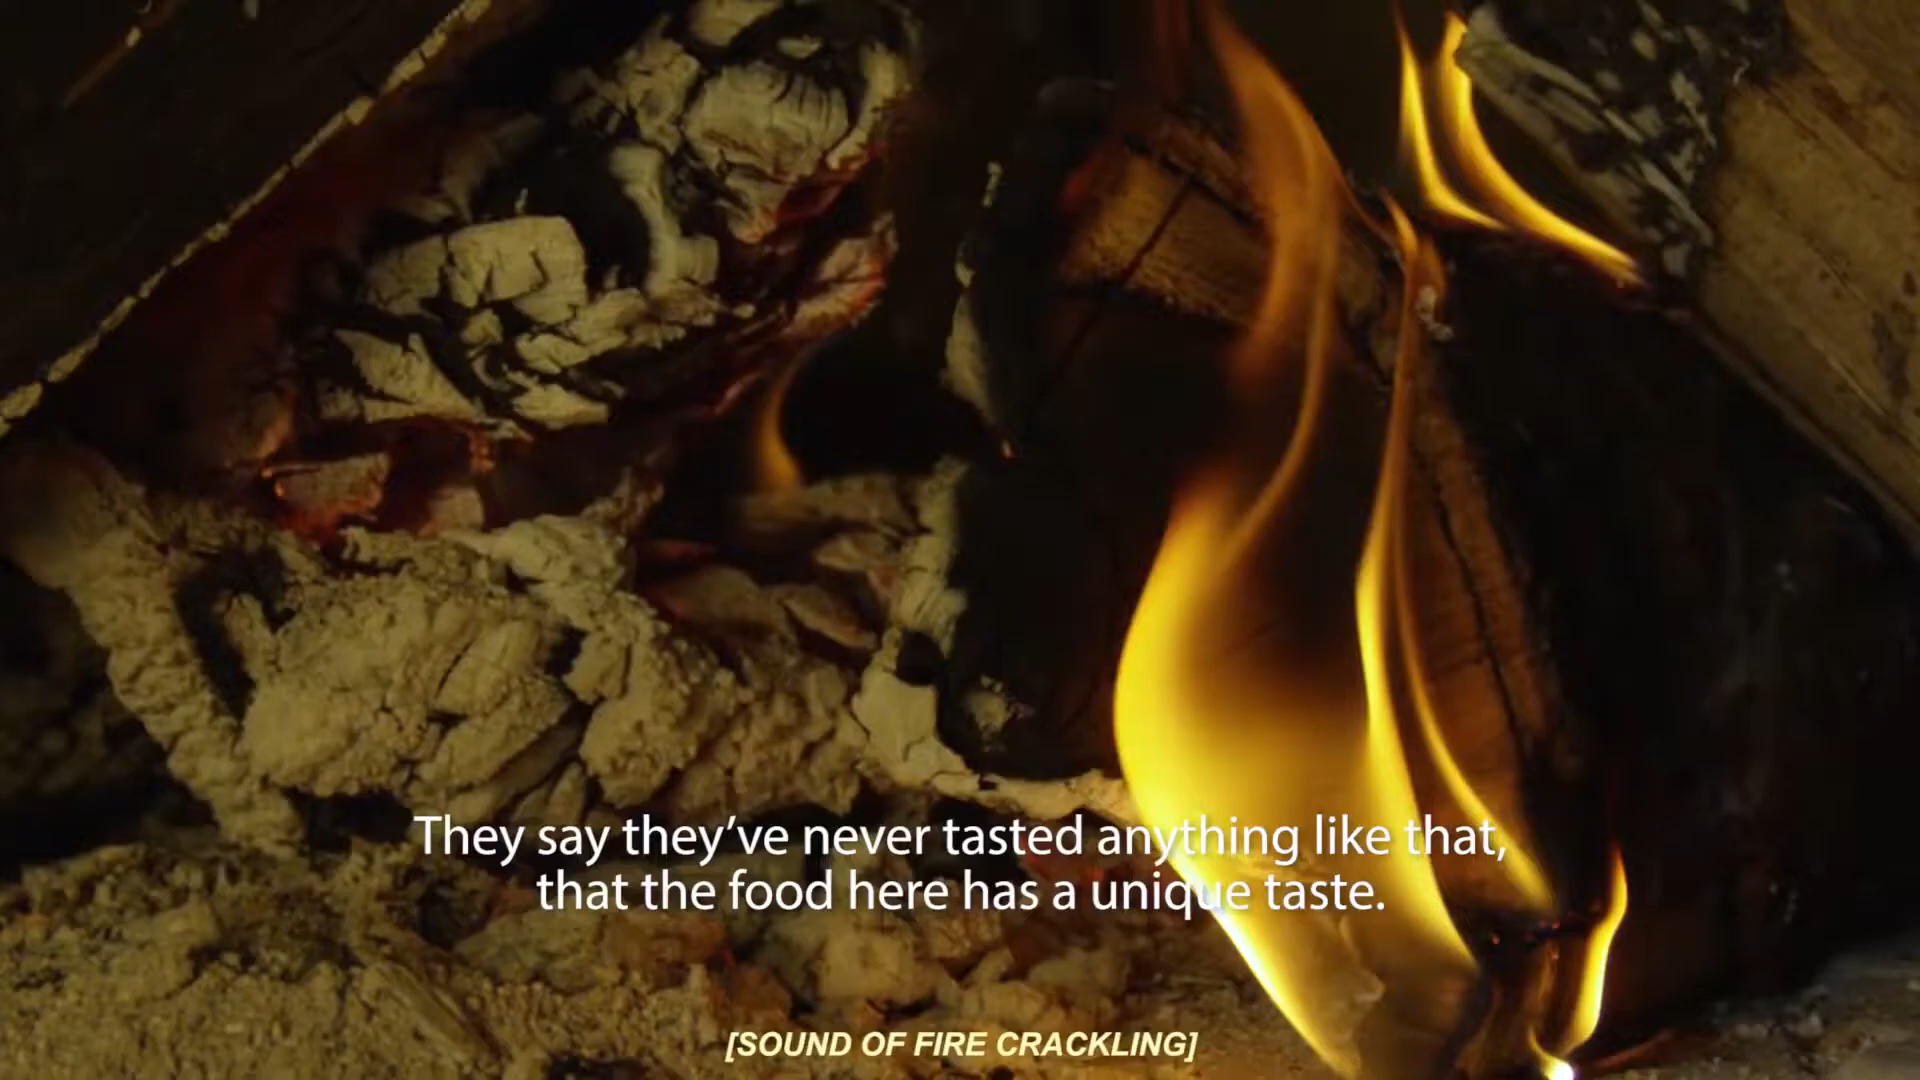 They say they’ve never tasted anything like that,
that the food here has a unique taste.
[SOUND OF FIRE CRACKLING]